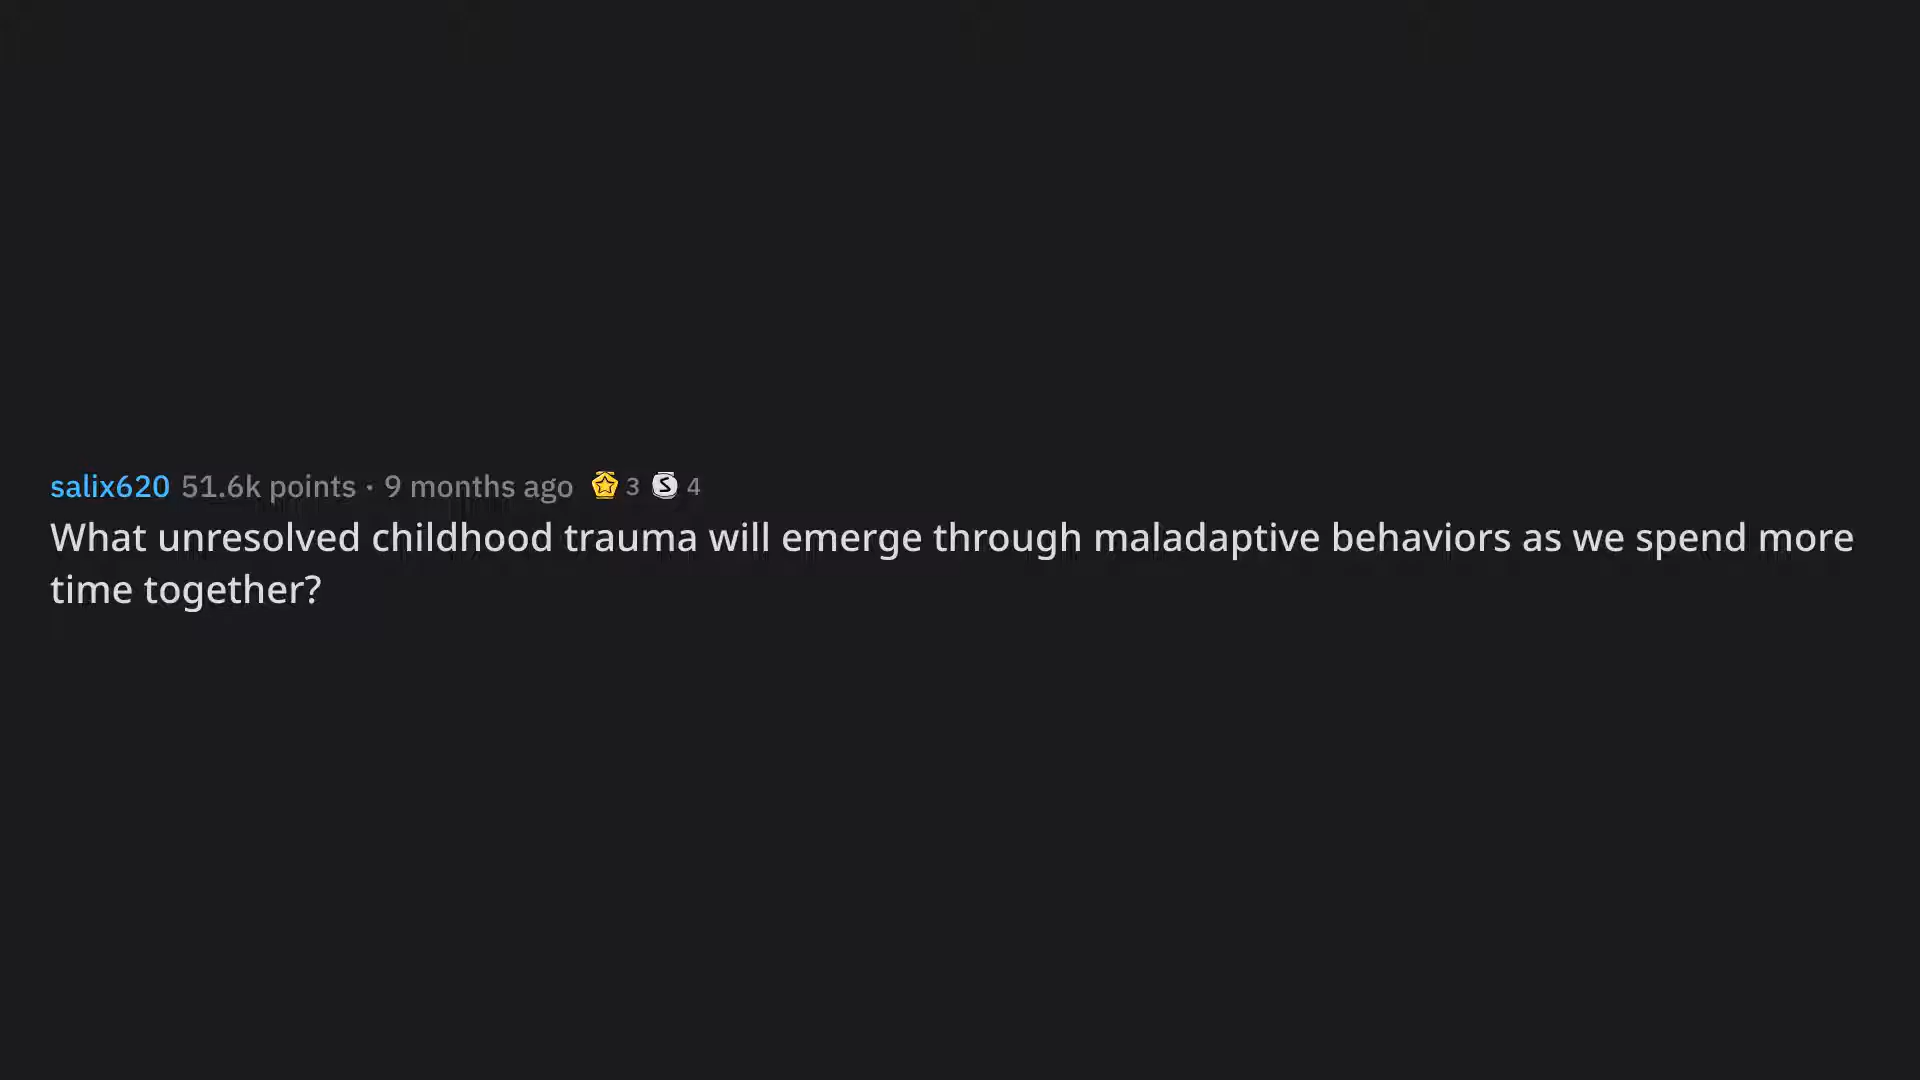 salix620 51.6k points · 9 months ago 3 S 4
What unresolved childhood trauma will emerge through maladaptive behaviors as we spend more
time together?